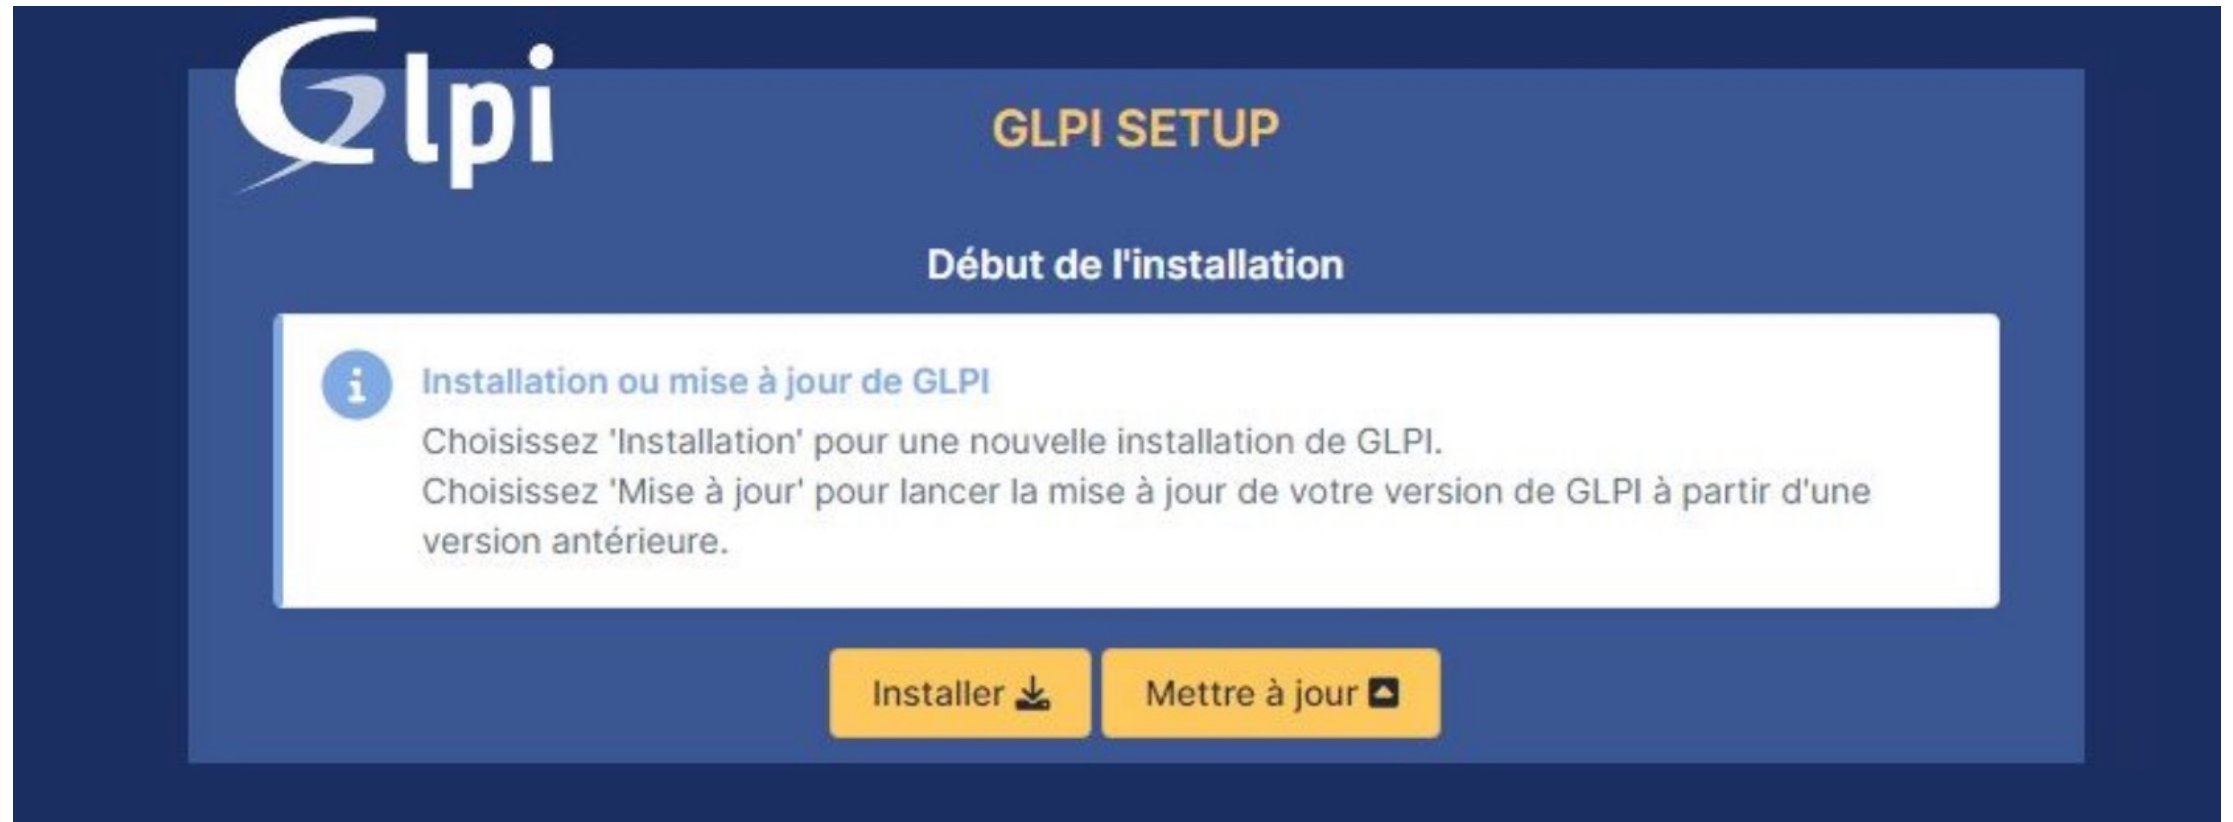 Glpi
GLPI SETUP
Début de l'installation
Installation ou mise à jour de GLPI
Choisissez 'Installation' pour une nouvelle installation de GLPI.
Choisissez 'Mise à jour' pour lancer la mise à jour de votre version de GLPI à partir d'une
version antérieure.
Installer
Mettre à jour